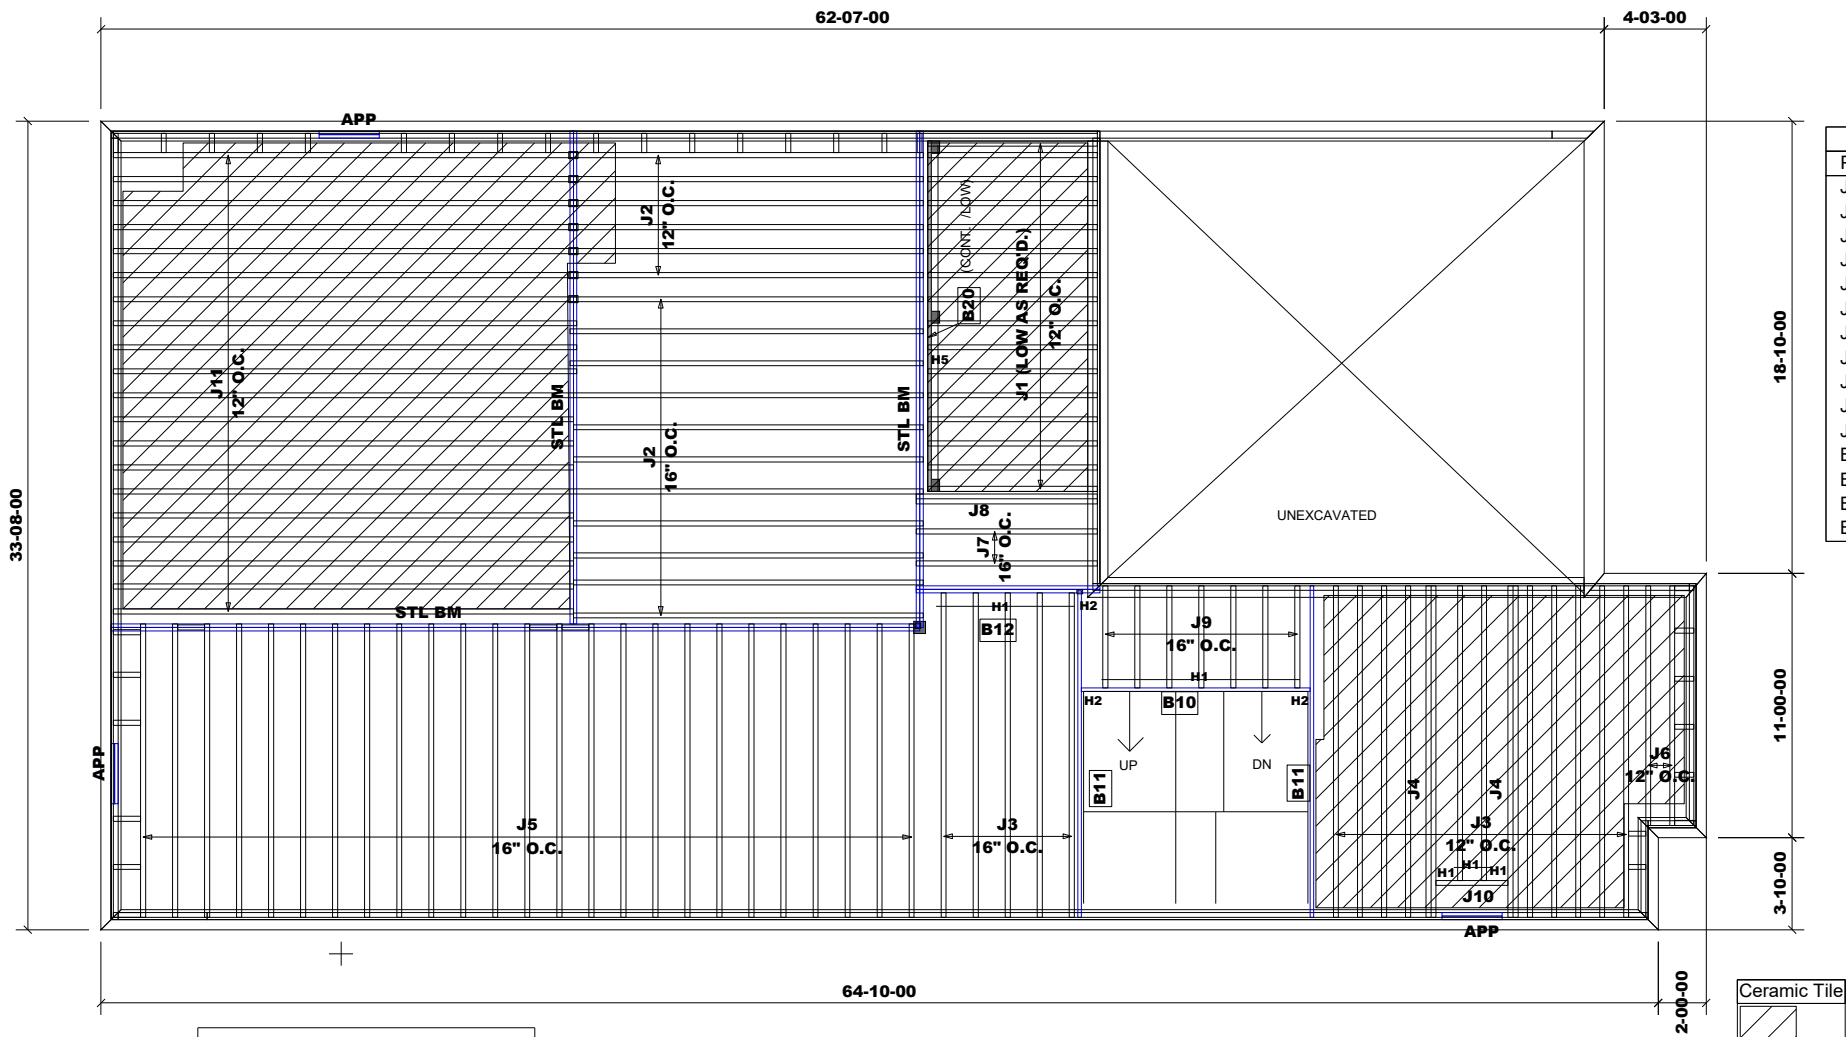 62-07-00
4-03-00
APP
J2
12" O.C.
(CONT. /LOW)
B20
J1 (LOW AS REQ'D.)
12" O.C.
H5
18-10-00
J11
12" O.C.
STL BM
STL BM
J2
16" O.C.
33-08-00
J8
J7
16" O.C.
UNEXCAVATED
STL BM
H1
H2
B12
J9
16" O.C.
H1
H2
B10
H2
11-00-00
APP
UP
DN
B11
B11
J4
J4
J6
12" O.C.
J5
16" O.C.
J3
16" O.C.
J3
12" O.C.
H1
H1
H1
J10
3-10-00
APP
64-10-00
2-00-00
Ceramic Tile